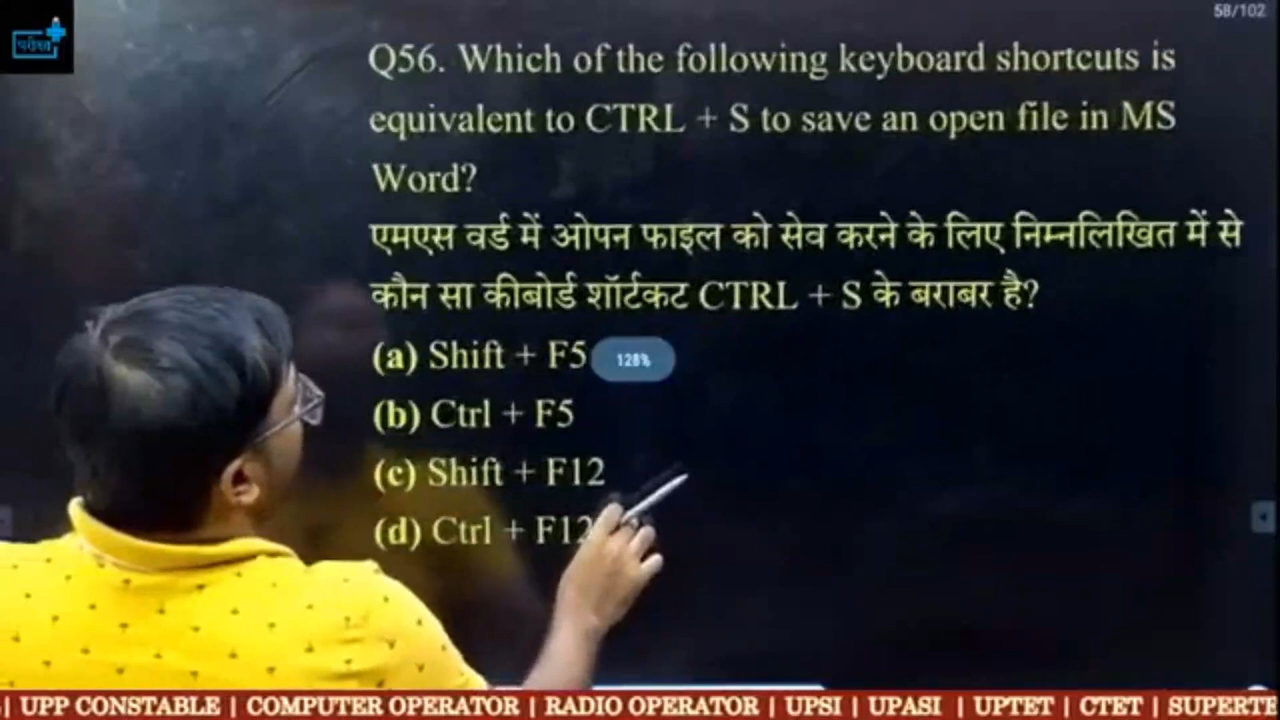 परीक्षा
58/102
Q56. Which of the following keyboard shortcuts is
equivalent to CTRL + S to save an open file in MS
Word?
एमएस वर्ड में ओपन फाइल को सेव करने के लिए निम्नलिखित में से
कौन सा कीबोर्ड शॉर्टकट CTRL + S के बराबर है?
(a) Shift + F5
128%
(b) Ctrl + F5
(c) Shift + F12
(d) Ctrl + F12
| UPP CONSTABLE | COMPUTER OPERATOR | RADIO OPERATOR | UPSI | UPASI | UPTET | CTET | SUPERTE